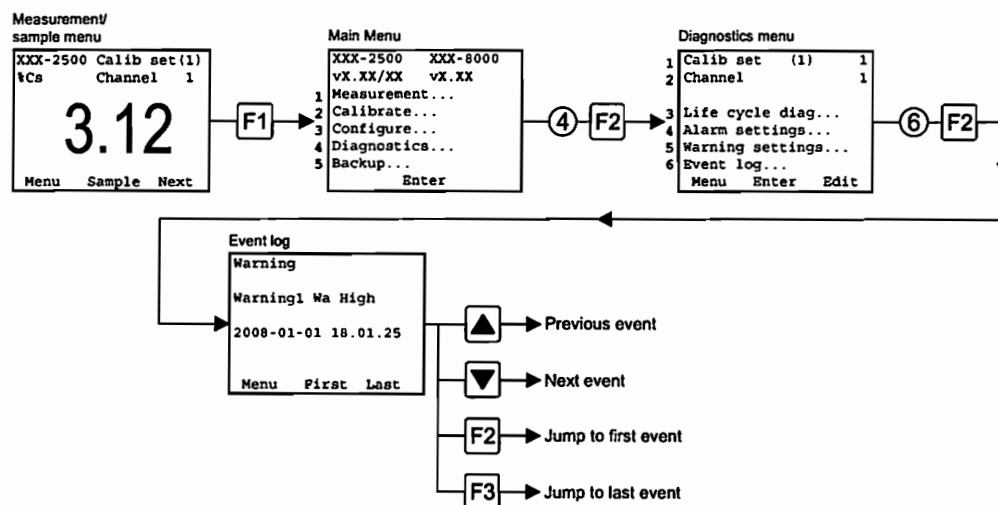 Measurement/
sample menu
XXX-2500 Calib set(1)
%Cs Channel 1
3.12
Menu Sample Next
F1
Main Menu
XXX-2500 XXX-8000
vX.XX/XX vX.XX
1 Measurement...
2 Calibrate...
3 Configure...
4 Diagnostics...
5 Backup...
Enter
4 F2
Diagnostics menu
1 Calib set (1) 1
2 Channel 1
3 Life cycle diag...
4 Alarm settings...
5 Warning settings...
6 Event log...
Menu Enter Edit
6 F2
Event log
Warning
Warning1 Wa High
2008-01-01 18.01.25
Menu First Last
Previous event
Next event
F2 Jump to first event
F3 Jump to last event